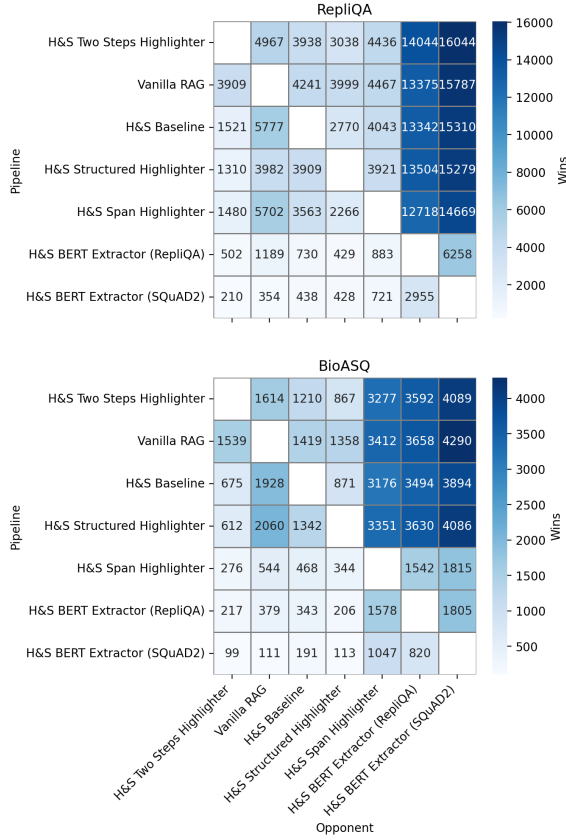 RepliQA
H&S Two Steps Highlighter 4967 3938 3038 4436 14044 16044
Vanilla RAG 3909 4241 3999 4467 13375 15787
H&S Baseline 1521 5777 2770 4043 13342 15310
H&S Structured Highlighter 1310 3982 3909 3921 13504 15279
H&S Span Highlighter 1480 5702 3563 2266 12718 14669
H&S BERT Extractor (RepliQA) 502 1189 730 429 883 6258
H&S BERT Extractor (SQuAD2) 210 354 438 428 721 2955
Pipeline
16000
14000
12000
10000
8000
6000
4000
2000
Wins
BioASQ
H&S Two Steps Highlighter 1614 1210 867 3277 3592 4089
Vanilla RAG 1539 1419 1358 3412 3658 4290
H&S Baseline 675 1928 871 3176 3494 3894
H&S Structured Highlighter 612 2060 1342 3351 3630 4086
H&S Span Highlighter 276 544 468 344 1542 1815
H&S BERT Extractor (RepliQA) 217 379 343 206 1578 1805
H&S BERT Extractor (SQuAD2) 99 111 191 113 1047 820
Pipeline
4000
3500
3000
2500
2000
1500
1000
500
Wins
H&S Two Steps Highlighter
Vanilla RAG
H&S Baseline
H&S Structured Highlighter
H&S Span Highlighter
H&S BERT Extractor (RepliQA)
H&S BERT Extractor (SQuAD2)
Opponent